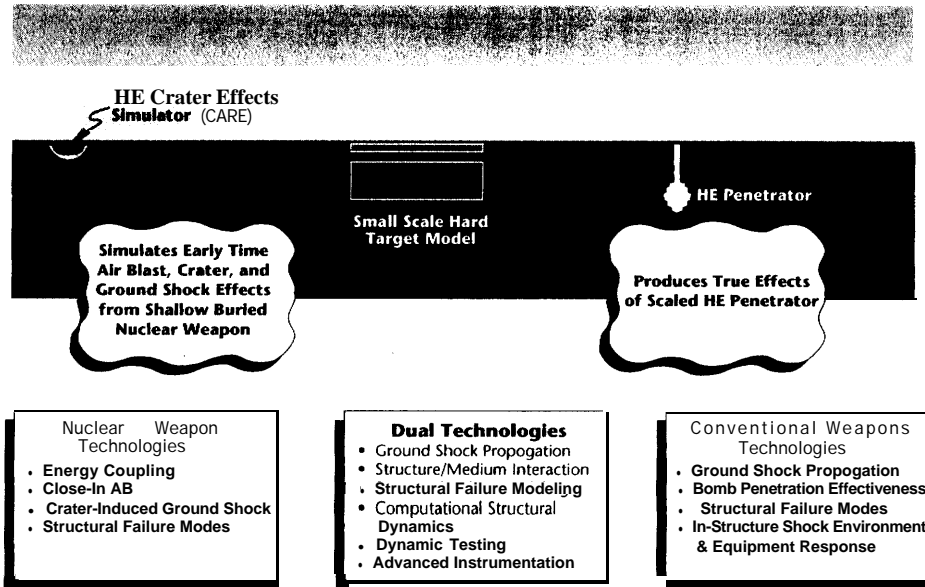 HE Crater Effects
Simulator (CARE)
HE Penetrator
Small Scale Hard
Target Model
Simulates Early Time
Air Blast, Crater, and
Ground Shock Effects
from Shallow Buried
Nuclear Weapon
Produces True Effects
of Scaled HE Penetrator
Nuclear Weapon
Technologies
• Energy Coupling
• Close-In AB
• Crater-Induced Ground Shock
• Structural Failure Modes
Dual Technologies
• Ground Shock Propogation
• Structure/Medium Interaction
• Structural Failure Modeling
• Computational Structural
Dynamics
• Dynamic Testing
• Advanced Instrumentation
Conventional Weapons
Technologies
• Ground Shock Propogation
• Bomb Penetration Effectiveness
• Structural Failure Modes
• In-Structure Shock Environment
& Equipment Response